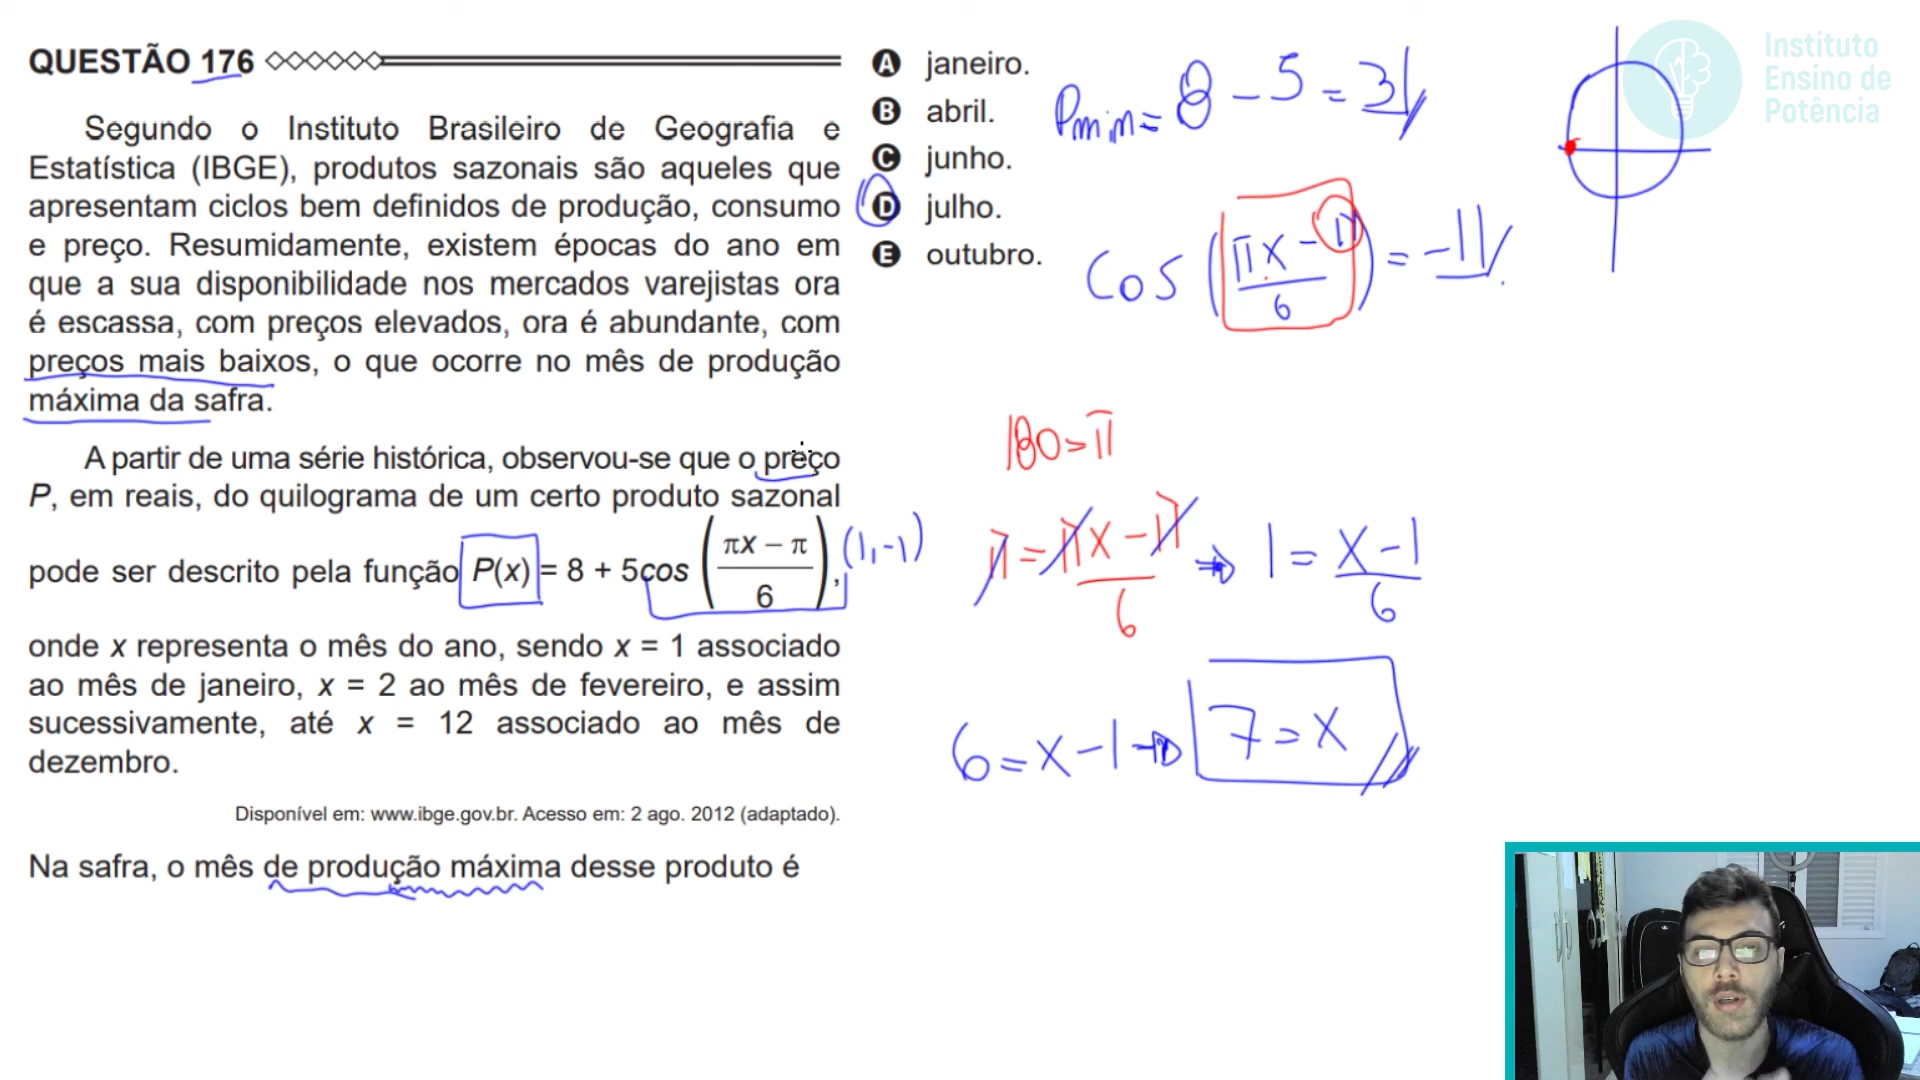 QUESTÃO 176
Segundo o Instituto Brasileiro de Geografia e
Estatística (IBGE), produtos sazonais são aqueles que
apresentam ciclos bem definidos de produção, consumo
e preço. Resumidamente, existem épocas do ano em
que a sua disponibilidade nos mercados varejistas ora
é escassa, com preços elevados, ora é abundante, com
preços mais baixos, o que ocorre no mês de produção
máxima da safra.
A partir de uma série histórica, observou-se que o preço
P, em reais, do quilograma de um certo produto sazonal
pode ser descrito pela função P(x) = 8 + 5cos((πx − π)/6),
(1,-1)
onde x representa o mês do ano, sendo x = 1 associado
ao mês de janeiro, x = 2 ao mês de fevereiro, e assim
sucessivamente, até x = 12 associado ao mês de
dezembro.
Disponível em: www.ibge.gov.br. Acesso em: 2 ago. 2012 (adaptado).
Na safra, o mês de produção máxima desse produto é
A janeiro.
B abril.
C junho.
D julho.
E outubro.
Pmin = 8 - 5 = 3
cos((πx - π)/6) = -1
180 = π
π = (πx - π)/6 ⇒ 1 = (x - 1)/6
6 = x - 1 ⇒ 7 = x
Instituto
Ensino de
Potência